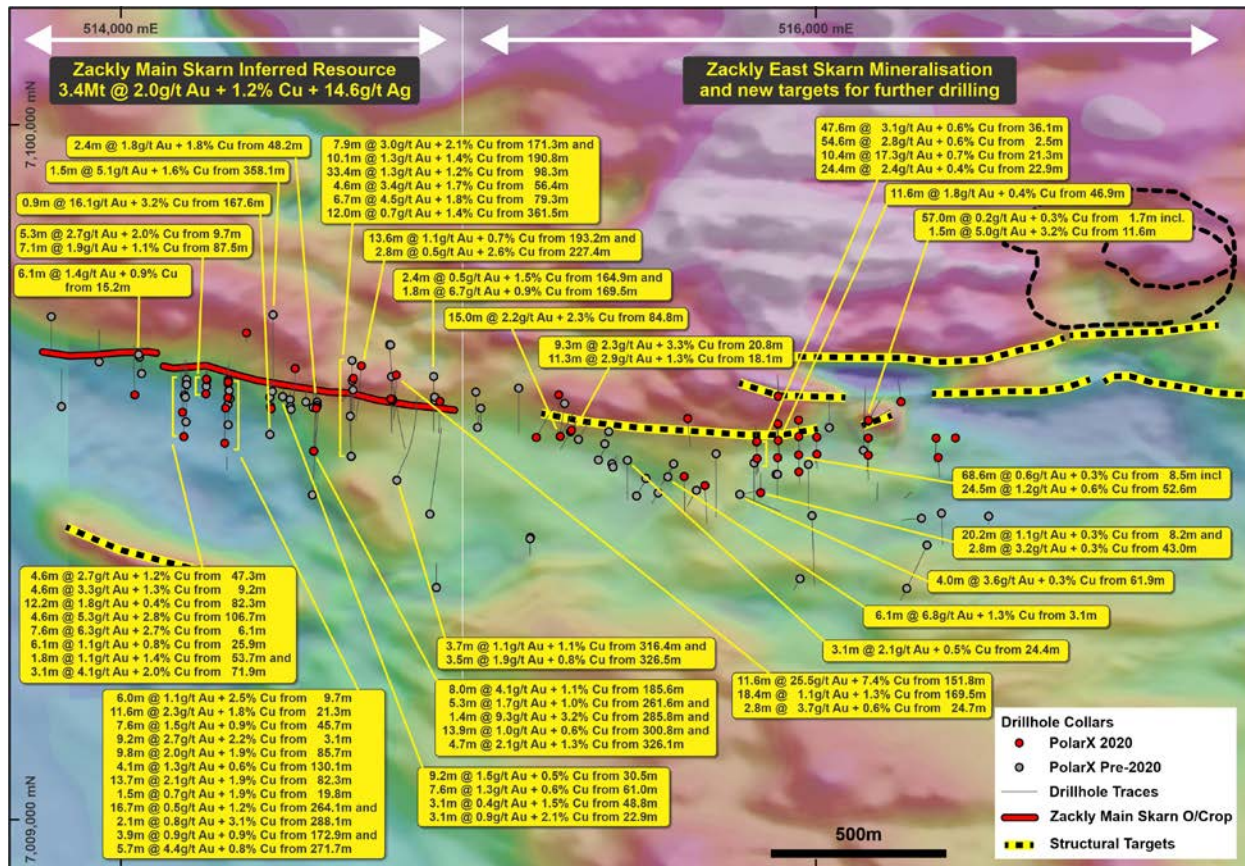 514,000 mE
516,000 mE
Zackly Main Skarn Inferred Resource
3.4Mt @ 2.0g/t Au + 1.2% Cu + 14.6g/t Ag
Zackly East Skarn Mineralisation
and new targets for further drilling
7,100,000 mN
2.4m @ 1.8g/t Au + 1.8% Cu from 48.2m
1.5m @ 5.1g/t Au + 1.6% Cu from 358.1m
0.9m @ 16.1g/t Au + 3.2% Cu from 167.6m
5.3m @ 2.7g/t Au + 2.0% Cu from 9.7m
7.1m @ 1.9g/t Au + 1.1% Cu from 87.5m
6.1m @ 1.4g/t Au + 0.9% Cu
from 15.2m
7.9m @ 3.0g/t Au + 2.1% Cu from 171.3m and
10.1m @ 1.3g/t Au + 1.4% Cu from 190.8m
33.4m @ 1.3g/t Au + 1.2% Cu from 98.3m
4.6m @ 3.4g/t Au + 1.7% Cu from 56.4m
6.7m @ 4.5g/t Au + 1.8% Cu from 79.3m
12.0m @ 0.7g/t Au + 1.4% Cu from 361.5m
13.6m @ 1.1g/t Au + 0.7% Cu from 193.2m and
2.8m @ 0.5g/t Au + 2.6% Cu from 227.4m
2.4m @ 0.5g/t Au + 1.5% Cu from 164.9m and
1.8m @ 6.7g/t Au + 0.9% Cu from 169.5m
15.0m @ 2.2g/t Au + 2.3% Cu from 84.8m
9.3m @ 2.3g/t Au + 3.3% Cu from 20.8m
11.3m @ 2.9g/t Au + 1.3% Cu from 18.1m
47.6m @ 3.1g/t Au + 0.6% Cu from 36.1m
54.6m @ 2.8g/t Au + 0.6% Cu from 2.5m
10.4m @ 17.3g/t Au + 0.7% Cu from 21.3m
24.4m @ 2.4g/t Au + 0.4% Cu from 22.9m
11.6m @ 1.8g/t Au + 0.4% Cu from 46.9m
57.0m @ 0.2g/t Au + 0.3% Cu from 1.7m incl.
1.5m @ 5.0g/t Au + 3.2% Cu from 11.6m
68.6m @ 0.6g/t Au + 0.3% Cu from 8.5m incl
24.5m @ 1.2g/t Au + 0.6% Cu from 52.6m
20.2m @ 1.1g/t Au + 0.3% Cu from 8.2m and
2.8m @ 3.2g/t Au + 0.3% Cu from 43.0m
4.0m @ 3.6g/t Au + 0.3% Cu from 61.9m
6.1m @ 6.8g/t Au + 1.3% Cu from 3.1m
3.1m @ 2.1g/t Au + 0.5% Cu from 24.4m
4.6m @ 2.7g/t Au + 1.2% Cu from 47.3m
4.6m @ 3.3g/t Au + 1.3% Cu from 9.2m
12.2m @ 1.8g/t Au + 0.4% Cu from 82.3m
4.6m @ 5.3g/t Au + 2.8% Cu from 106.7m
7.6m @ 6.3g/t Au + 2.7% Cu from 6.1m
6.1m @ 1.1g/t Au + 0.8% Cu from 25.9m
1.8m @ 1.1g/t Au + 1.4% Cu from 53.7m and
3.1m @ 4.1g/t Au + 2.0% Cu from 71.9m
6.0m @ 1.1g/t Au + 2.5% Cu from 9.7m
11.6m @ 2.3g/t Au + 1.8% Cu from 21.3m
7.6m @ 1.5g/t Au + 0.9% Cu from 45.7m
9.2m @ 2.7g/t Au + 2.2% Cu from 3.1m
9.8m @ 2.0g/t Au + 1.9% Cu from 85.7m
4.1m @ 1.3g/t Au + 0.6% Cu from 130.1m
13.7m @ 2.1g/t Au + 1.9% Cu from 82.3m
1.5m @ 0.7g/t Au + 1.9% Cu from 19.8m
16.7m @ 0.5g/t Au + 1.2% Cu from 264.1m and
2.1m @ 0.8g/t Au + 3.1% Cu from 288.1m
3.9m @ 0.9g/t Au + 0.9% Cu from 172.9m and
5.7m @ 4.4g/t Au + 0.8% Cu from 271.7m
3.7m @ 1.1g/t Au + 1.1% Cu from 316.4m and
3.5m @ 1.9g/t Au + 0.8% Cu from 326.5m
8.0m @ 4.1g/t Au + 1.1% Cu from 185.6m
5.3m @ 1.7g/t Au + 1.0% Cu from 261.6m and
1.4m @ 9.3g/t Au + 3.2% Cu from 285.8m and
13.9m @ 1.0g/t Au + 0.6% Cu from 300.8m and
4.7m @ 2.1g/t Au + 1.3% Cu from 326.1m
9.2m @ 1.5g/t Au + 0.5% Cu from 30.5m
7.6m @ 1.3g/t Au + 0.6% Cu from 61.0m
3.1m @ 0.4g/t Au + 1.5% Cu from 48.8m
3.1m @ 0.9g/t Au + 2.1% Cu from 22.9m
11.6m @ 25.5g/t Au + 7.4% Cu from 151.8m
18.4m @ 1.1g/t Au + 1.3% Cu from 169.5m
2.8m @ 3.7g/t Au + 0.6% Cu from 24.7m
7,009,000 mN
500m
Drillhole Collars
PolarX 2020
PolarX Pre-2020
Drillhole Traces
Zackly Main Skarn O/Crop
Structural Targets